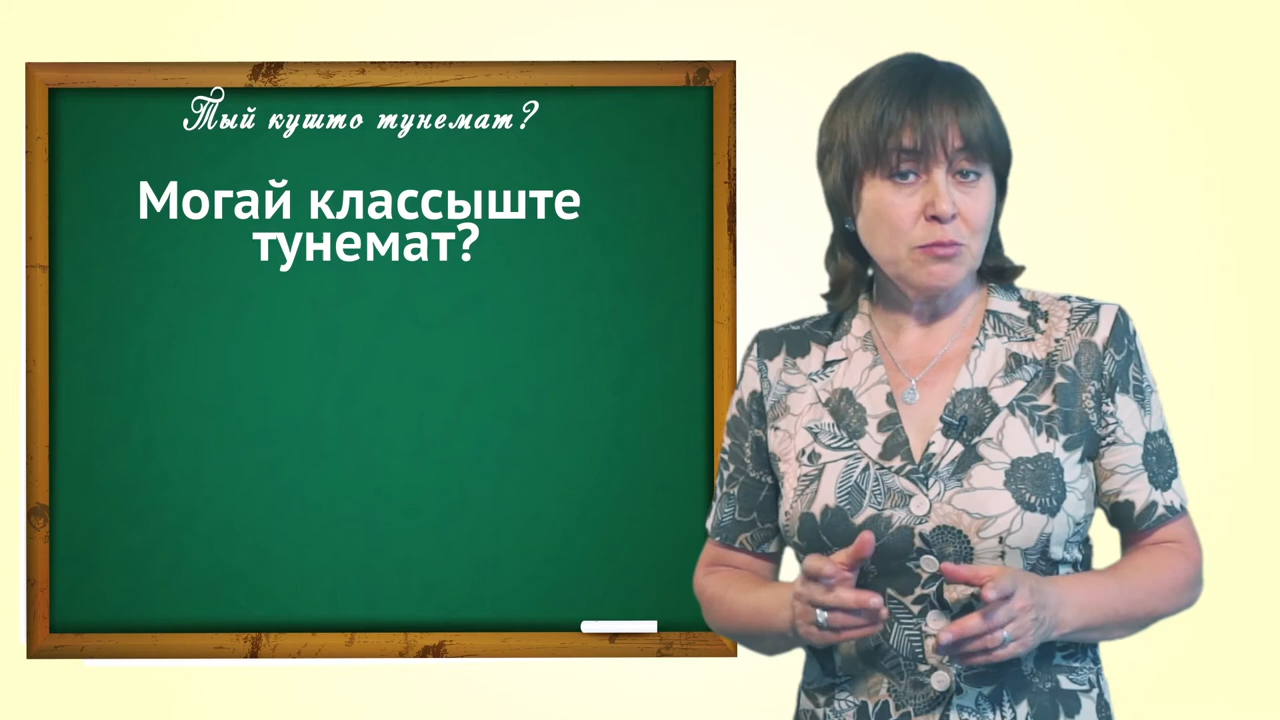 Тый кушто тунемат?
Могай классыште
тунемат?